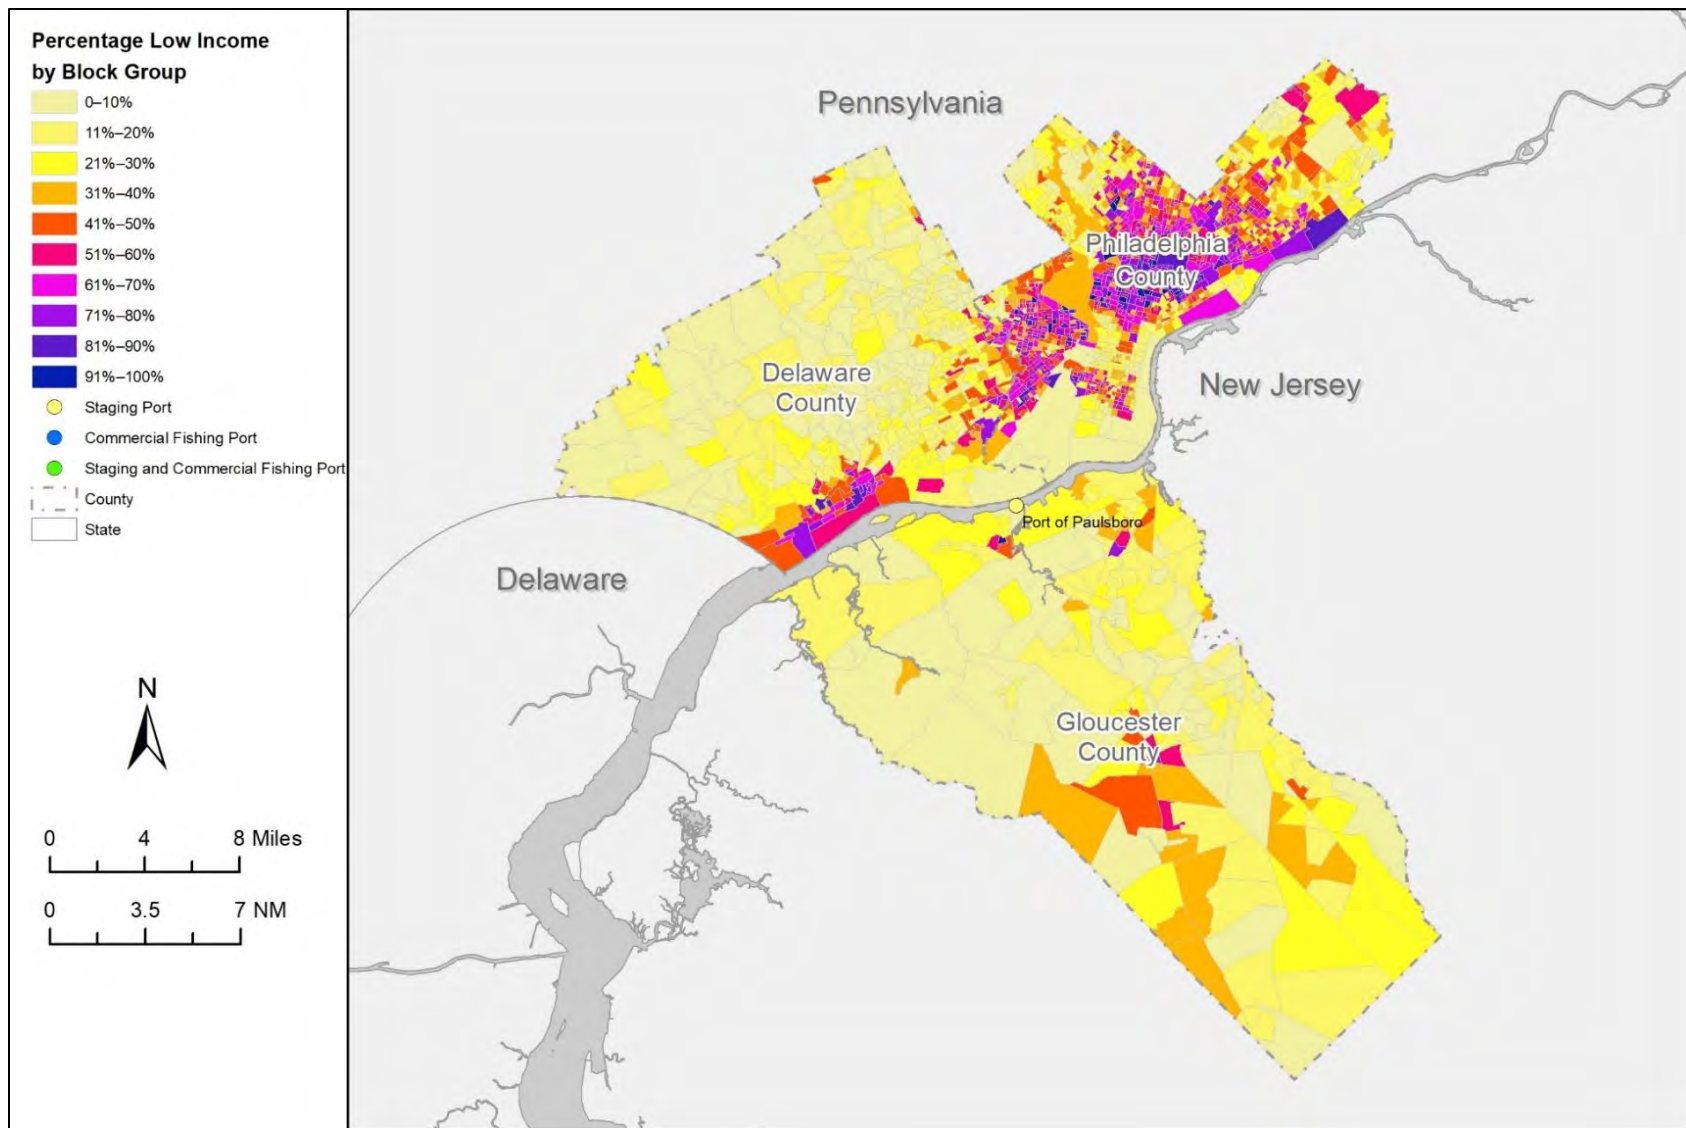 Percentage Low Income
by Block Group
0–10%
11%–20%
21%–30%
31%–40%
41%–50%
51%–60%
61%–70%
71%–80%
81%–90%
91%–100%
Staging Port
Commercial Fishing Port
Staging and Commercial Fishing Port
County
State
N
0 4 8 Miles
0 3.5 7 NM
Pennsylvania
Philadelphia
County
Delaware
County
New Jersey
Port of Paulsboro
Delaware
Gloucester
County